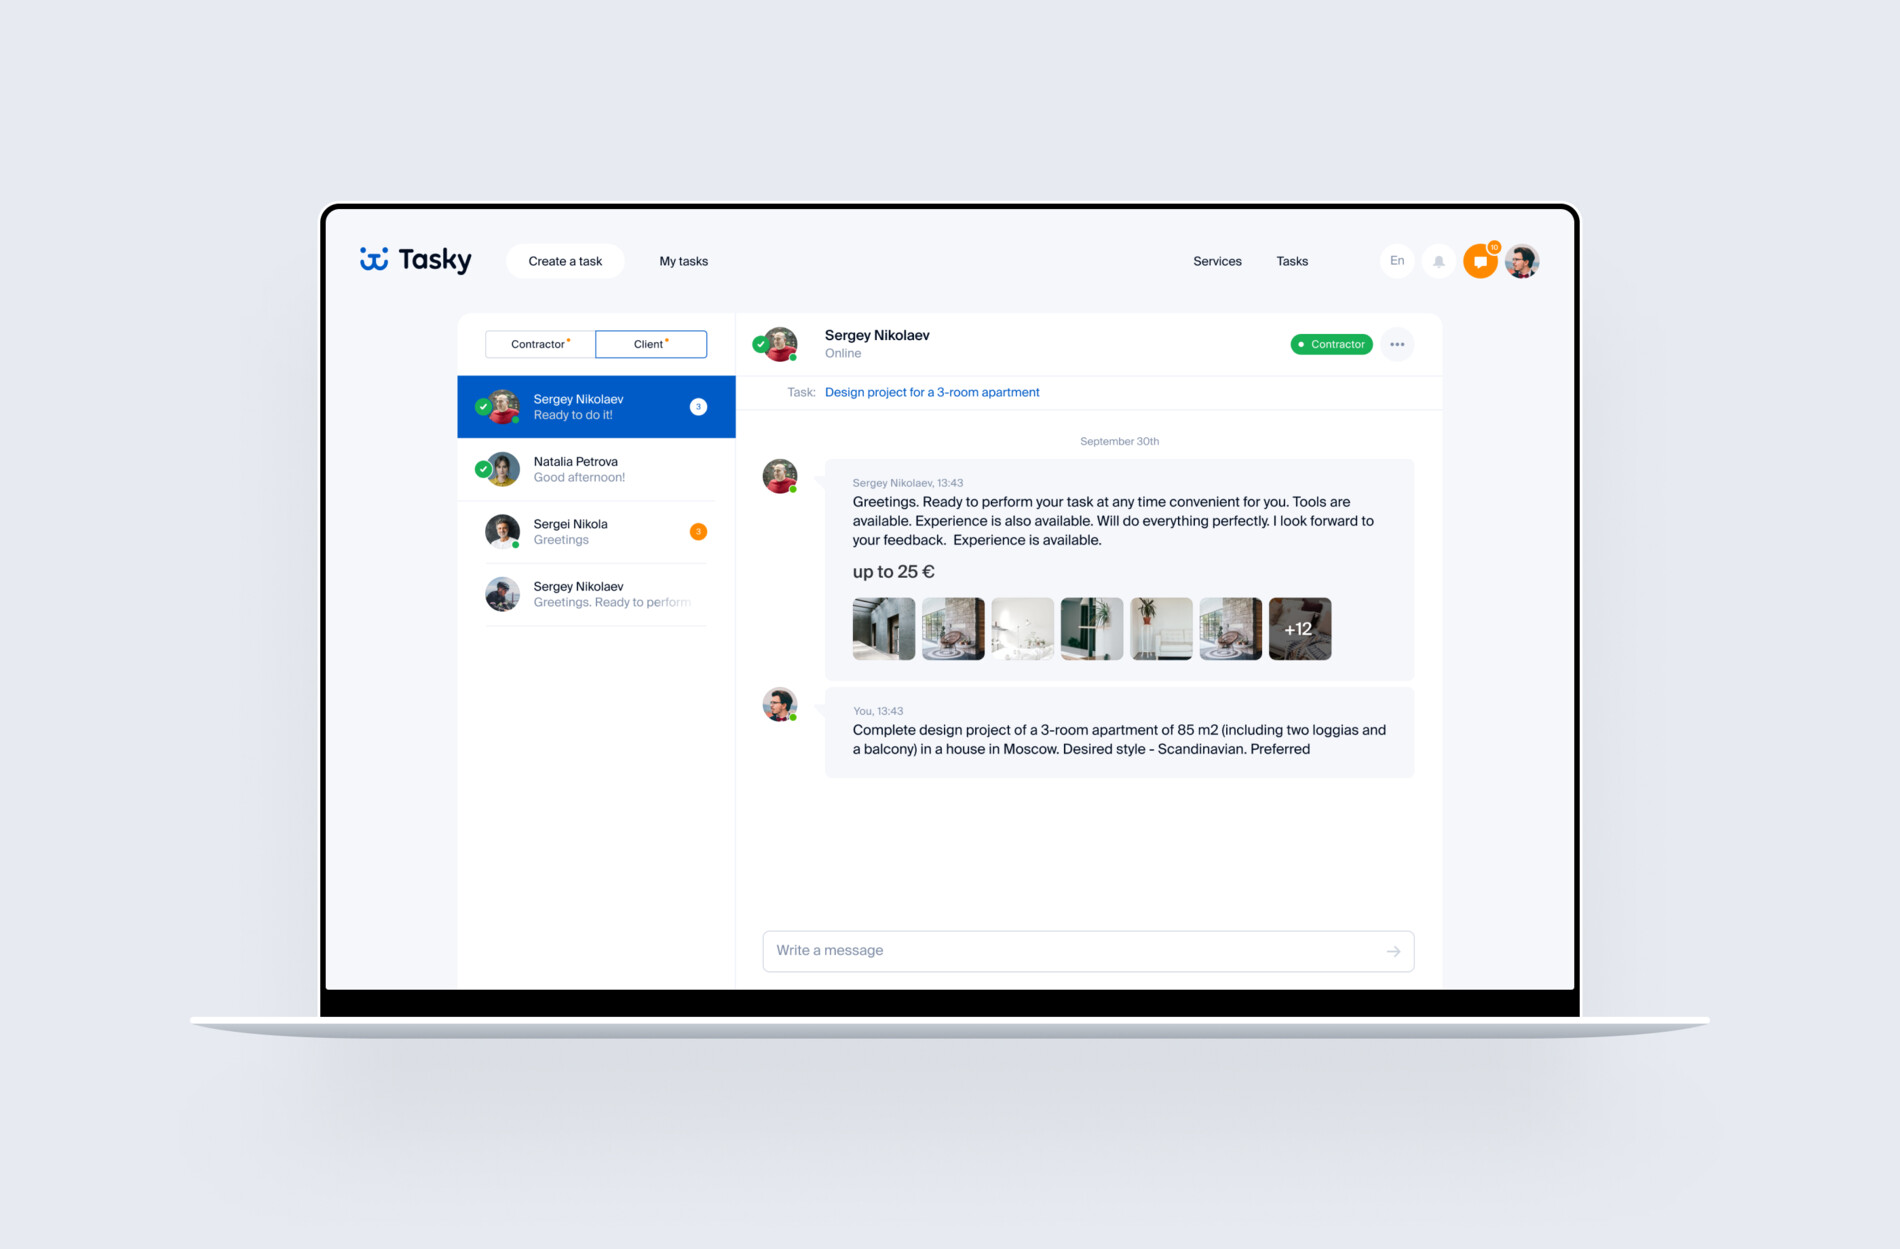 Tasky
Create a task
My tasks
Services
Tasks
En
10
Contractor
Client
Sergey Nikolaev
Ready to do it!
3
Natalia Petrova
Good afternoon!
Sergei Nikola
Greetings
3
Sergey Nikolaev
Greetings. Ready to perform
Sergey Nikolaev
Online
Contractor
Task:
Design project for a 3-room apartment
September 30th
Sergey Nikolaev, 13:43
Greetings. Ready to perform your task at any time convenient for you. Tools are
available. Experience is also available. Will do everything perfectly. I look forward to
your feedback.  Experience is available.
up to 25 €
+12
You, 13:43
Complete design project of a 3-room apartment of 85 m2 (including two loggias and
a balcony) in a house in Moscow. Desired style - Scandinavian. Preferred
Write a message